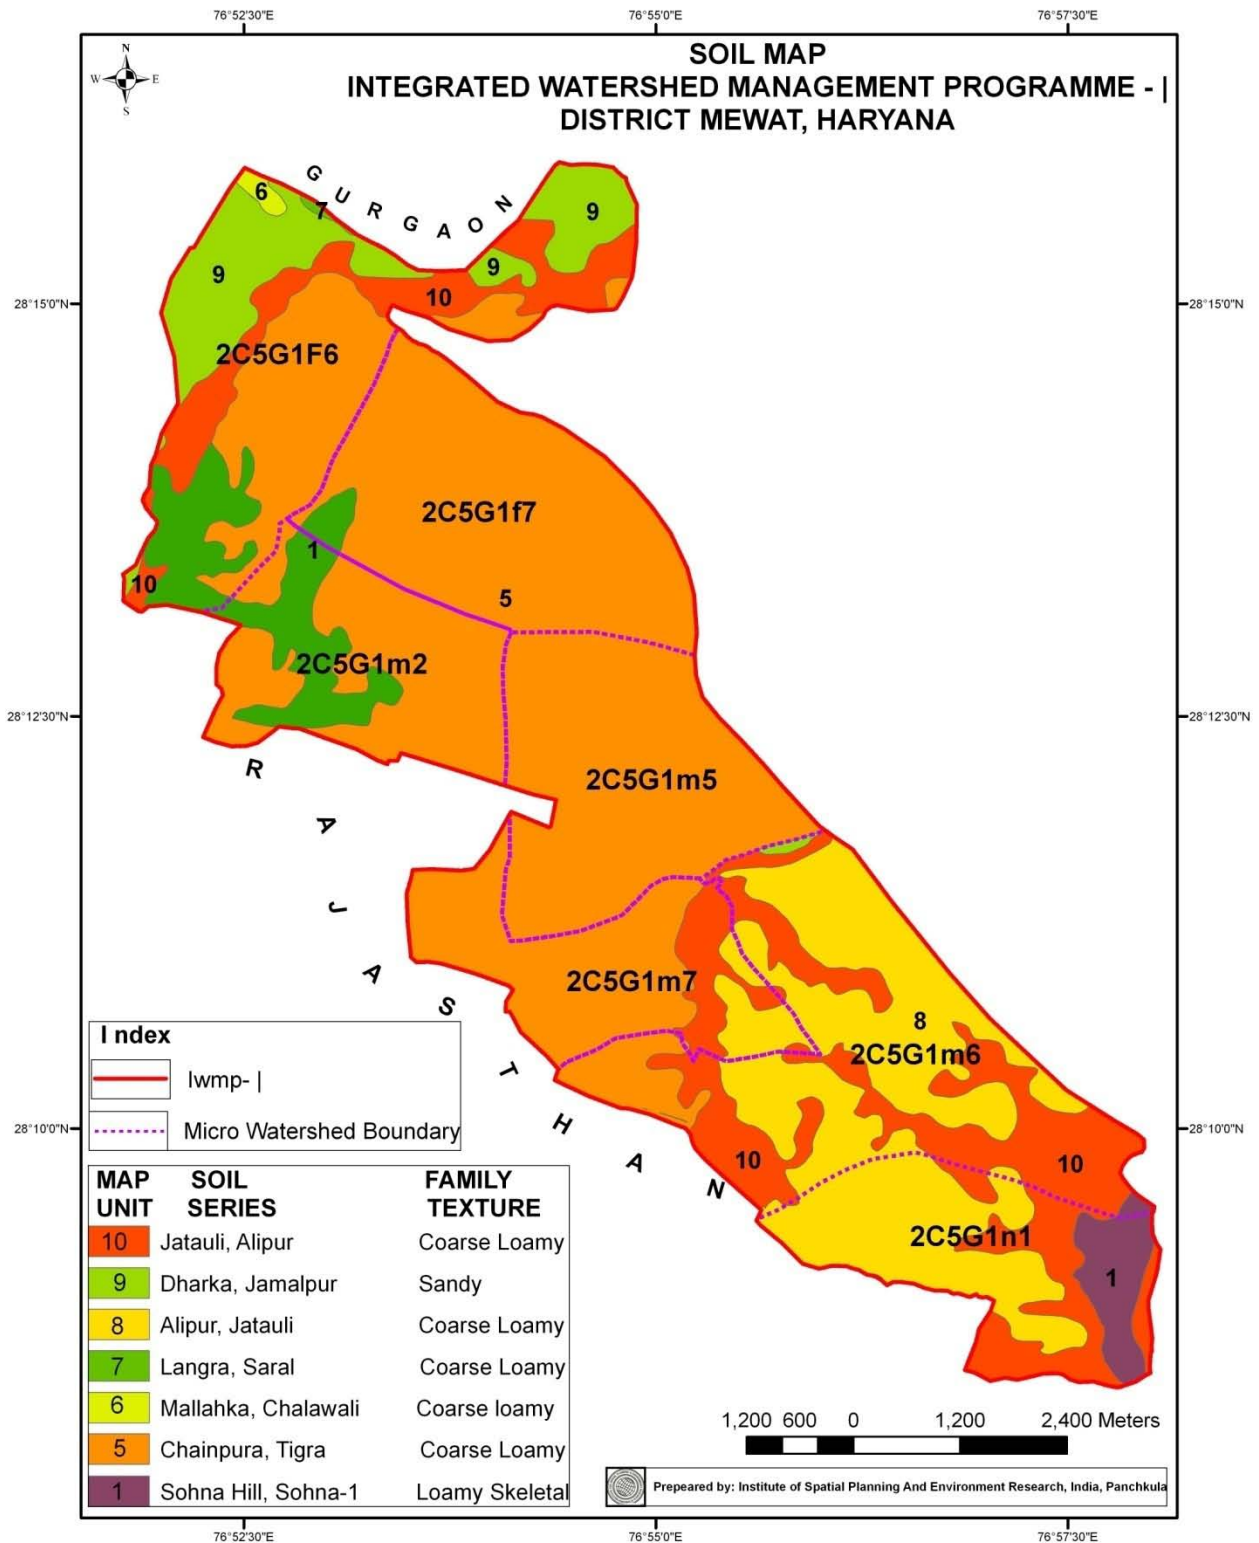 76°52'30"E 76°55'0"E 76°57'30"E
SOIL MAP
INTEGRATED WATERSHED MANAGEMENT PROGRAMME - |
DISTRICT MEWAT, HARYANA
N
W E
S
GURGAON
6
7
9
9
9
10
28°15'0"N 28°15'0"N
2C5G1F6
2C5G1f7
1
10
5
2C5G1m2
28°12'30"N 28°12'30"N
RAJASTHAN
2C5G1m5
2C5G1m7
8
2C5G1m6
28°10'0"N 28°10'0"N
10
10
2C5G1n1
1
I ndex
Iwmp- |
Micro Watershed Boundary
MAP SOIL FAMILY
UNIT SERIES TEXTURE
10 Jatauli, Alipur Coarse Loamy
9 Dharka, Jamalpur Sandy
8 Alipur, Jatauli Coarse Loamy
7 Langra, Saral Coarse Loamy
6 Mallahka, Chalawali Coarse loamy
5 Chainpura, Tigra Coarse Loamy
1 Sohna Hill, Sohna-1 Loamy Skeletal
1,200 600 0 1,200 2,400 Meters
Prepeared by: Institute of Spatial Planning And Environment Research, India, Panchkula
76°52'30"E 76°55'0"E 76°57'30"E